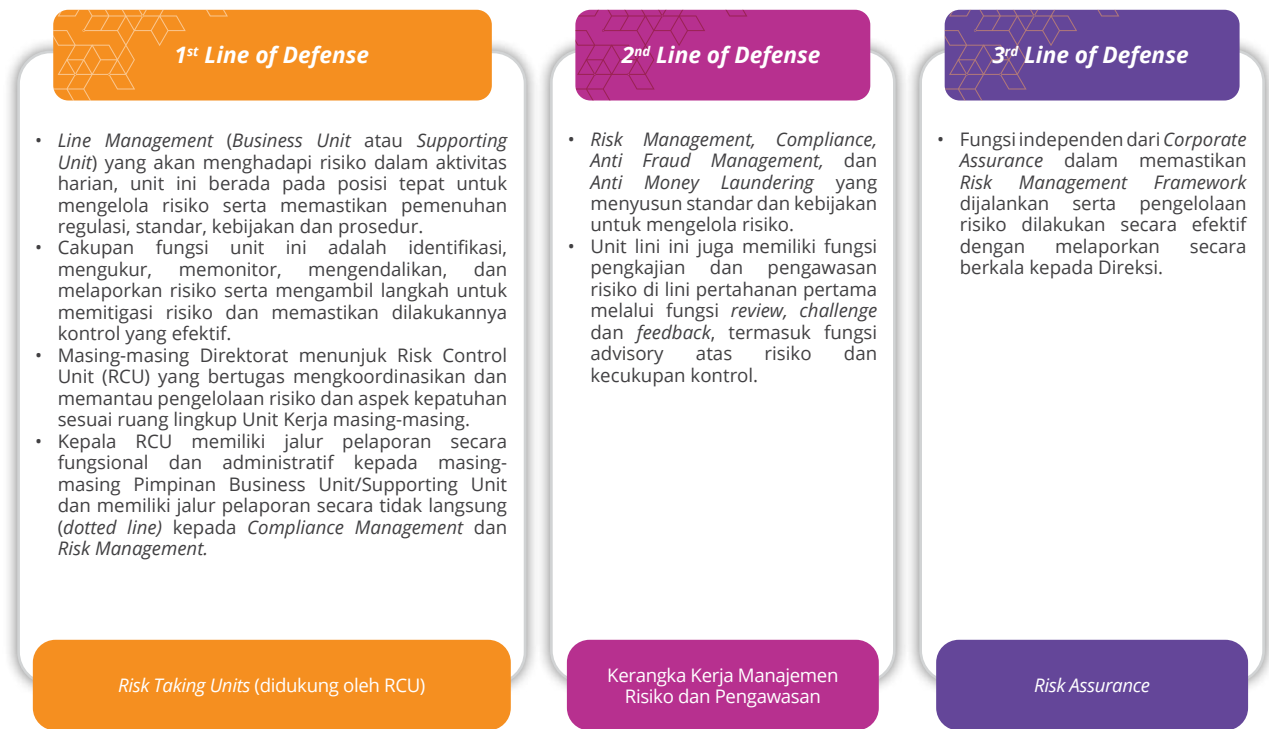 1st Line of Defense
• Line Management (Business Unit atau Supporting
Unit) yang akan menghadapi risiko dalam aktivitas
harian, unit ini berada pada posisi tepat untuk
mengelola risiko serta memastikan pemenuhan
regulasi, standar, kebijakan dan prosedur.
• Cakupan fungsi unit ini adalah identifikasi,
mengukur, memonitor, mengendalikan, dan
melaporkan risiko serta mengambil langkah untuk
memitigasi risiko dan memastikan dilakukannya
kontrol yang efektif.
• Masing-masing Direktorat menunjuk Risk Control
Unit (RCU) yang bertugas mengkoordinasikan dan
memantau pengelolaan risiko dan aspek kepatuhan
sesuai ruang lingkup Unit Kerja masing-masing.
• Kepala RCU memiliki jalur pelaporan secara
fungsional dan administratif kepada masing-
masing Pimpinan Business Unit/Supporting Unit
dan memiliki jalur pelaporan secara tidak langsung
(dotted line) kepada Compliance Management dan
Risk Management.
Risk Taking Units (didukung oleh RCU)
2nd Line of Defense
• Risk Management, Compliance,
Anti Fraud Management, dan
Anti Money Laundering yang
menyusun standar dan kebijakan
untuk mengelola risiko.
• Unit lini ini juga memiliki fungsi
pengkajian dan pengawasan
risiko di lini pertahanan pertama
melalui fungsi review, challenge
dan feedback, termasuk fungsi
advisory atas risiko dan
kecukupan kontrol.
Kerangka Kerja Manajemen
Risiko dan Pengawasan
3rd Line of Defense
• Fungsi independen dari Corporate
Assurance dalam memastikan
Risk Management Framework
dijalankan serta pengelolaan
risiko dilakukan secara efektif
dengan melaporkan secara
berkala kepada Direksi.
Risk Assurance